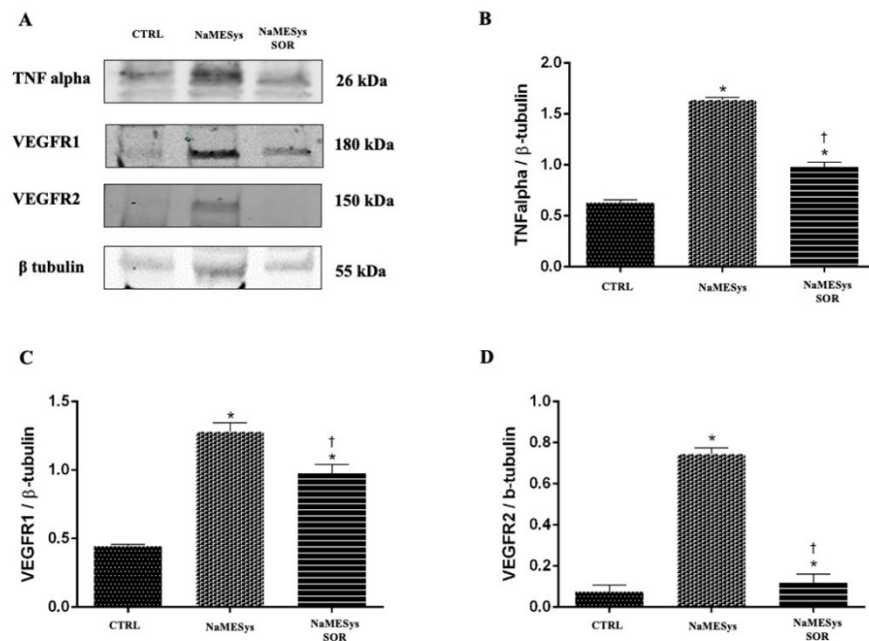 A
CTRL NaMESys NaMESys SOR
TNF alpha 26 kDa
VEGFR1 180 kDa
VEGFR2 150 kDa
β tubulin 55 kDa
B
TNFalpha / β-tubulin
2.0
1.5
1.0
0.5
0.0
*
†
*
CTRL NaMESys NaMESys SOR
C
VEGFR1 / β-tubulin
1.5
1.0
0.5
0.0
*
†
*
CTRL NaMESys NaMESys SOR
D
VEGFR2 / b-tubulin
0.8
0.6
0.4
0.2
0.0
*
†
*
CTRL NaMESys NaMESys SOR